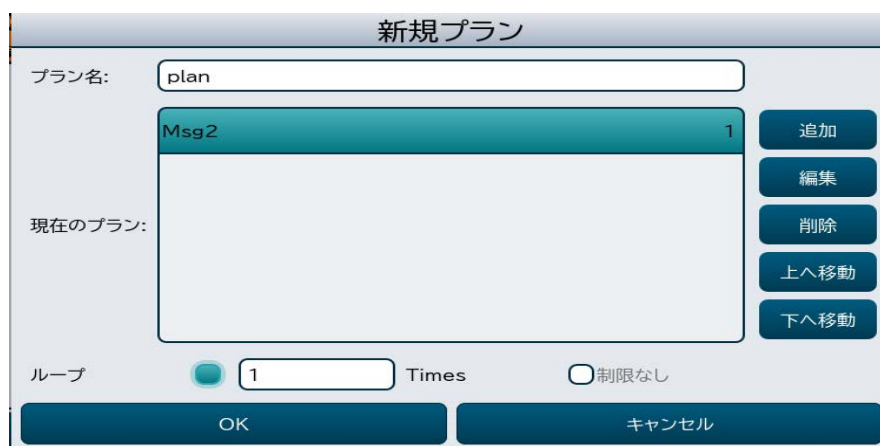 新規プラン
プラン名: plan
Msg2 1
追加
編集
現在のプラン: 削除
上へ移動
下へ移動
ループ 1 Times 制限なし
OK キャンセル